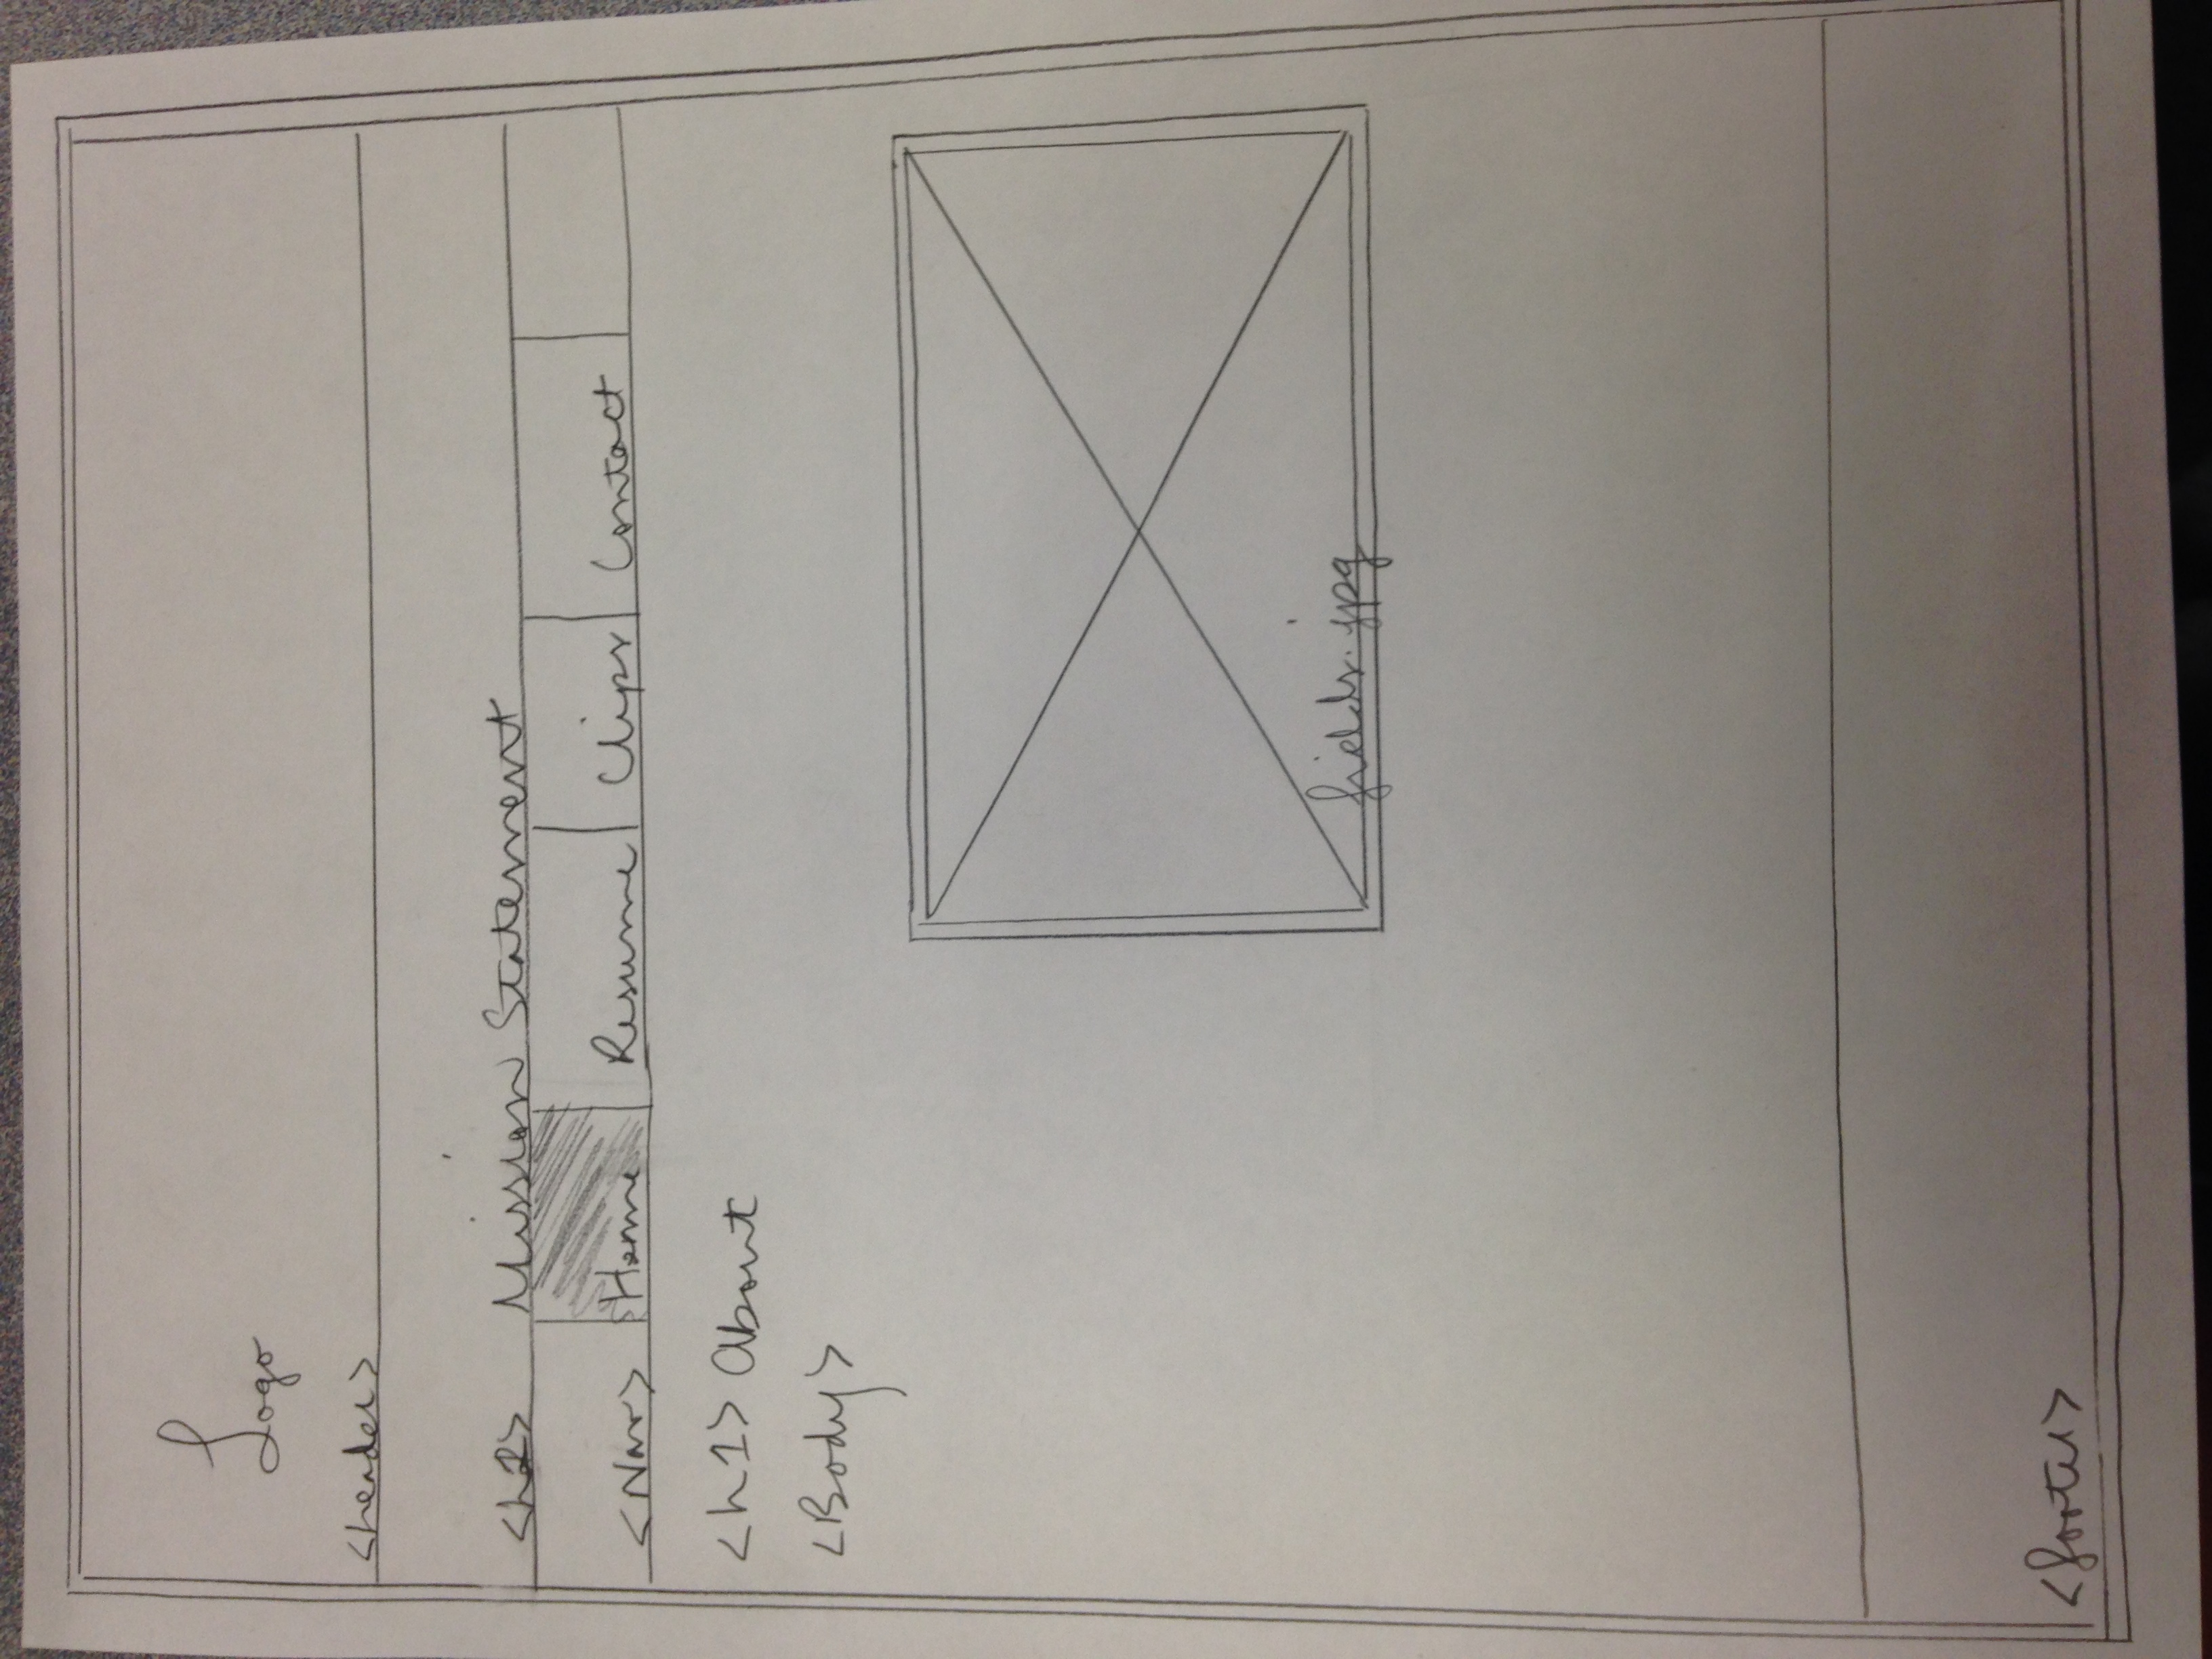 Logo
<header>
<h2> Mission Statement
<Nav> Home Resume Clips Contact
<h1> About
<Body>
fields.jpg
<footer>